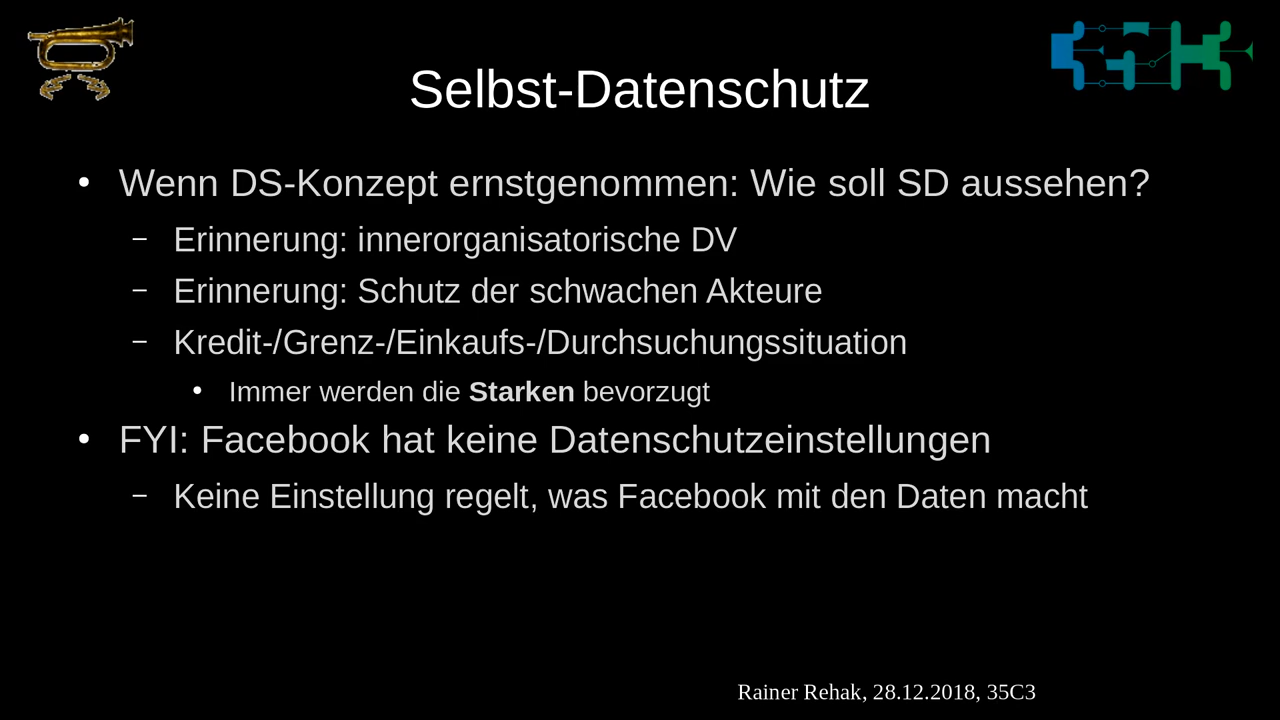 Selbst-Datenschutz
● Wenn DS-Konzept ernstgenommen: Wie soll SD aussehen?
– Erinnerung: innerorganisatorische DV
– Erinnerung: Schutz der schwachen Akteure
– Kredit-/Grenz-/Einkaufs-/Durchsuchungssituation
● Immer werden die Starken bevorzugt
● FYI: Facebook hat keine Datenschutzeinstellungen
– Keine Einstellung regelt, was Facebook mit den Daten macht
Rainer Rehak, 28.12.2018, 35C3